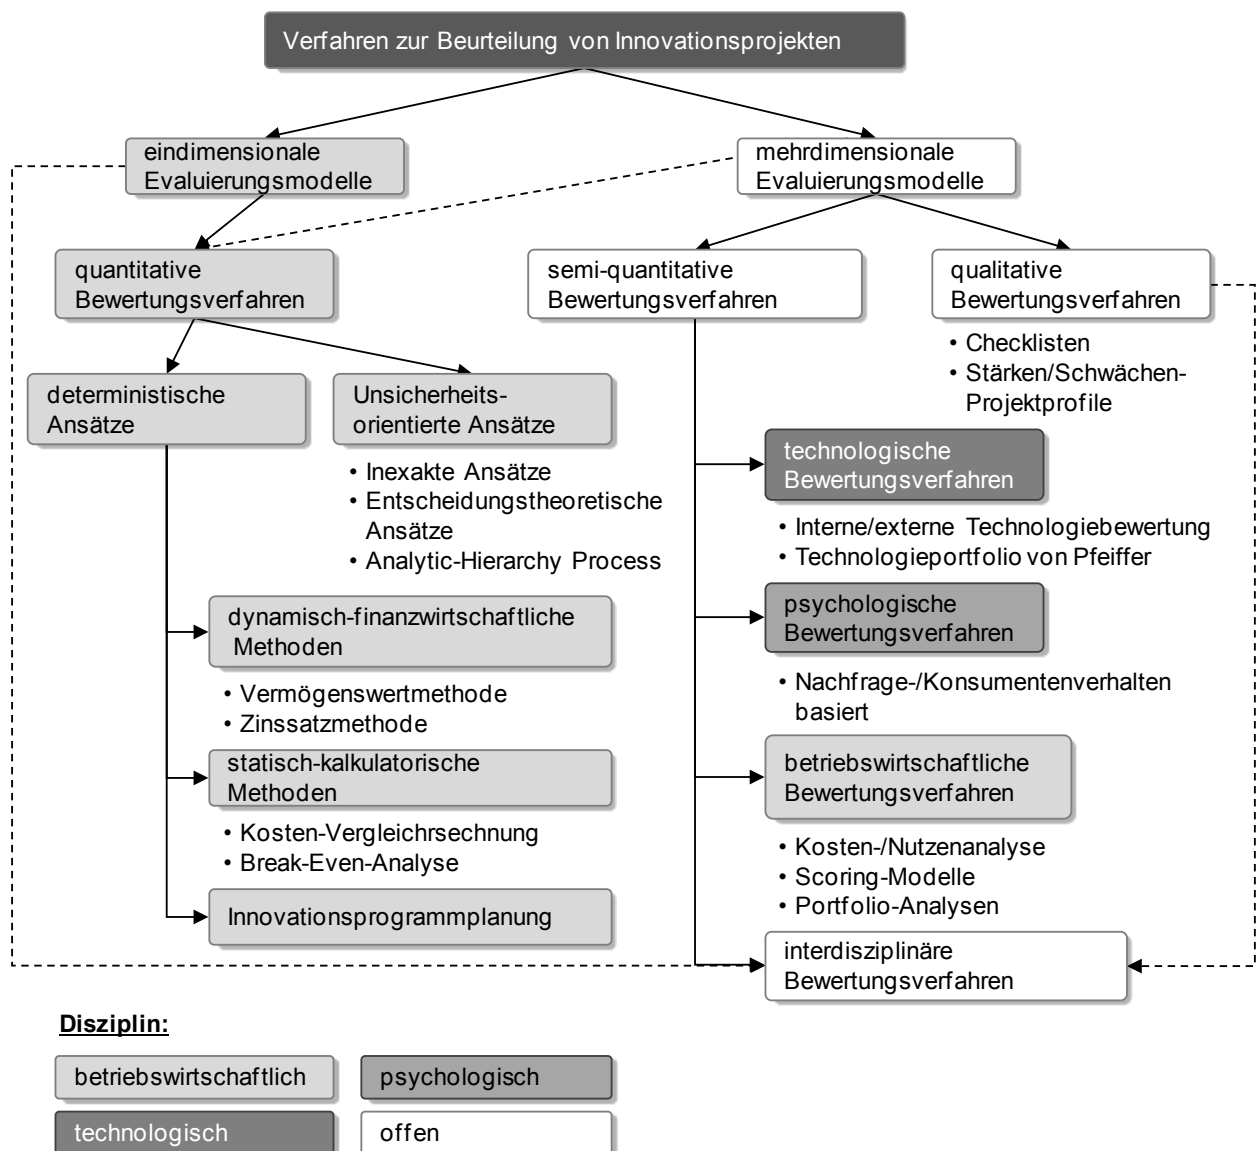 Verfahren zur Beurteilung von Innovationsprojekten
eindimensionale
Evaluierungsmodelle
mehrdimensionale
Evaluierungsmodelle
quantitative
Bewertungsverfahren
semi-quantitative
Bewertungsverfahren
qualitative
Bewertungsverfahren
• Checklisten
• Stärken/Schwächen-
Projektprofile
deterministische
Ansätze
Unsicherheits-
orientierte Ansätze
• Inexakte Ansätze
• Entscheidungstheoretische
Ansätze
• Analytic-Hierarchy Process
technologische
Bewertungsverfahren
• Interne/externe Technologiebewertung
• Technologieportfolio von Pfeiffer
dynamisch-finanzwirtschaftliche
Methoden
• Vermögenswertmethode
• Zinssatzmethode
psychologische
Bewertungsverfahren
• Nachfrage-/Konsumentenverhalten
basiert
statisch-kalkulatorische
Methoden
• Kosten-Vergleichrsechnung
• Break-Even-Analyse
betriebswirtschaftliche
Bewertungsverfahren
• Kosten-/Nutzenanalyse
• Scoring-Modelle
• Portfolio-Analysen
Innovationsprogrammplanung
interdisziplinäre
Bewertungsverfahren
Disziplin:
betriebswirtschaftlich
psychologisch
technologisch
offen